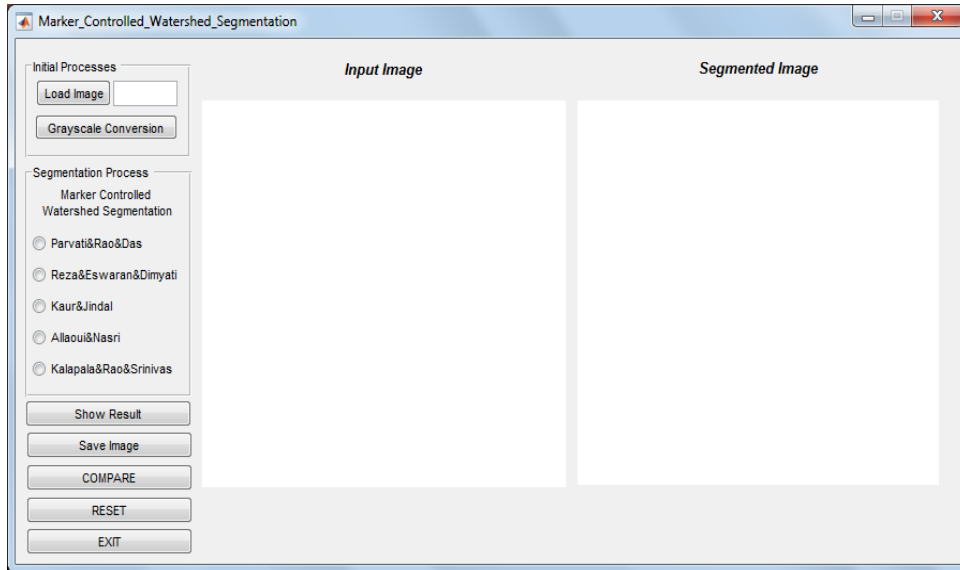 Marker_Controlled_Watershed_Segmentation
Initial Processes
Load Image
Grayscale Conversion
Segmentation Process
Marker Controlled
Watershed Segmentation
Parvati&Rao&Das
Reza&Eswaran&Dimyati
Kaur&Jindal
Allaoui&Nasri
Kalapala&Rao&Srinivas
Show Result
Save Image
COMPARE
RESET
EXIT
Input Image
Segmented Image